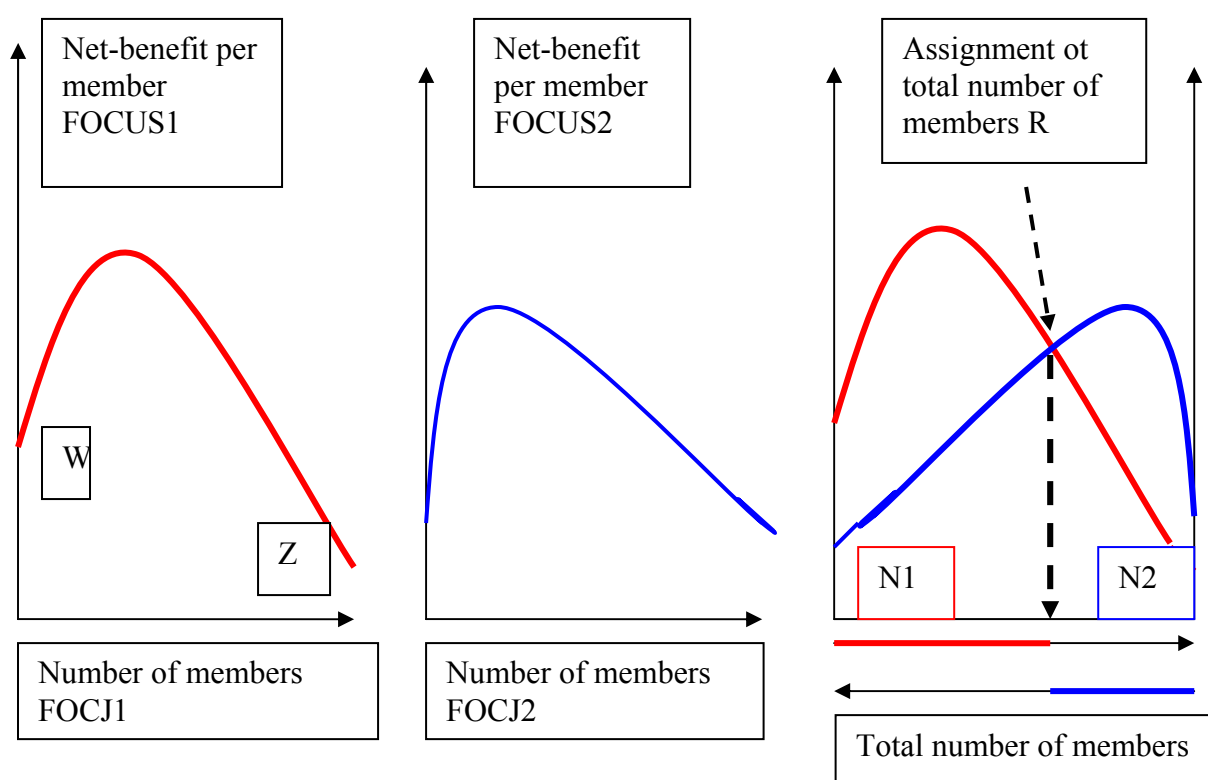 Net-benefit per
member
FOCUS1
Net-benefit
per member
FOCUS2
Assignment ot
total number of
members R
W
Z
N1
N2
Number of members
FOCJ1
Number of members
FOCJ2
Total number of members